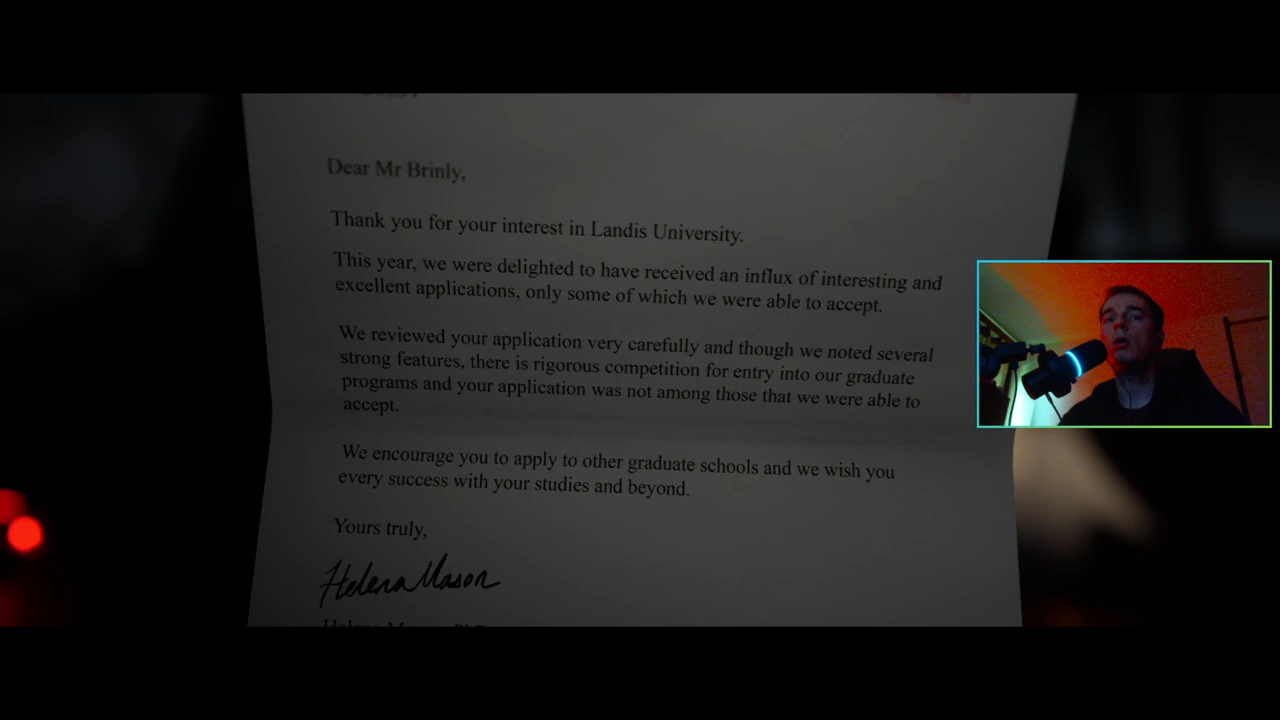 Dear Mr Brinly,
Thank you for your interest in Landis University.
This year, we were delighted to have received an influx of interesting and
excellent applications, only some of which we were able to accept.
We reviewed your application very carefully and though we noted several
strong features, there is rigorous competition for entry into our graduate
programs and your application was not among those that we were able to
accept.
We encourage you to apply to other graduate schools and we wish you
every success with your studies and beyond.
Yours truly,
Helena Mason